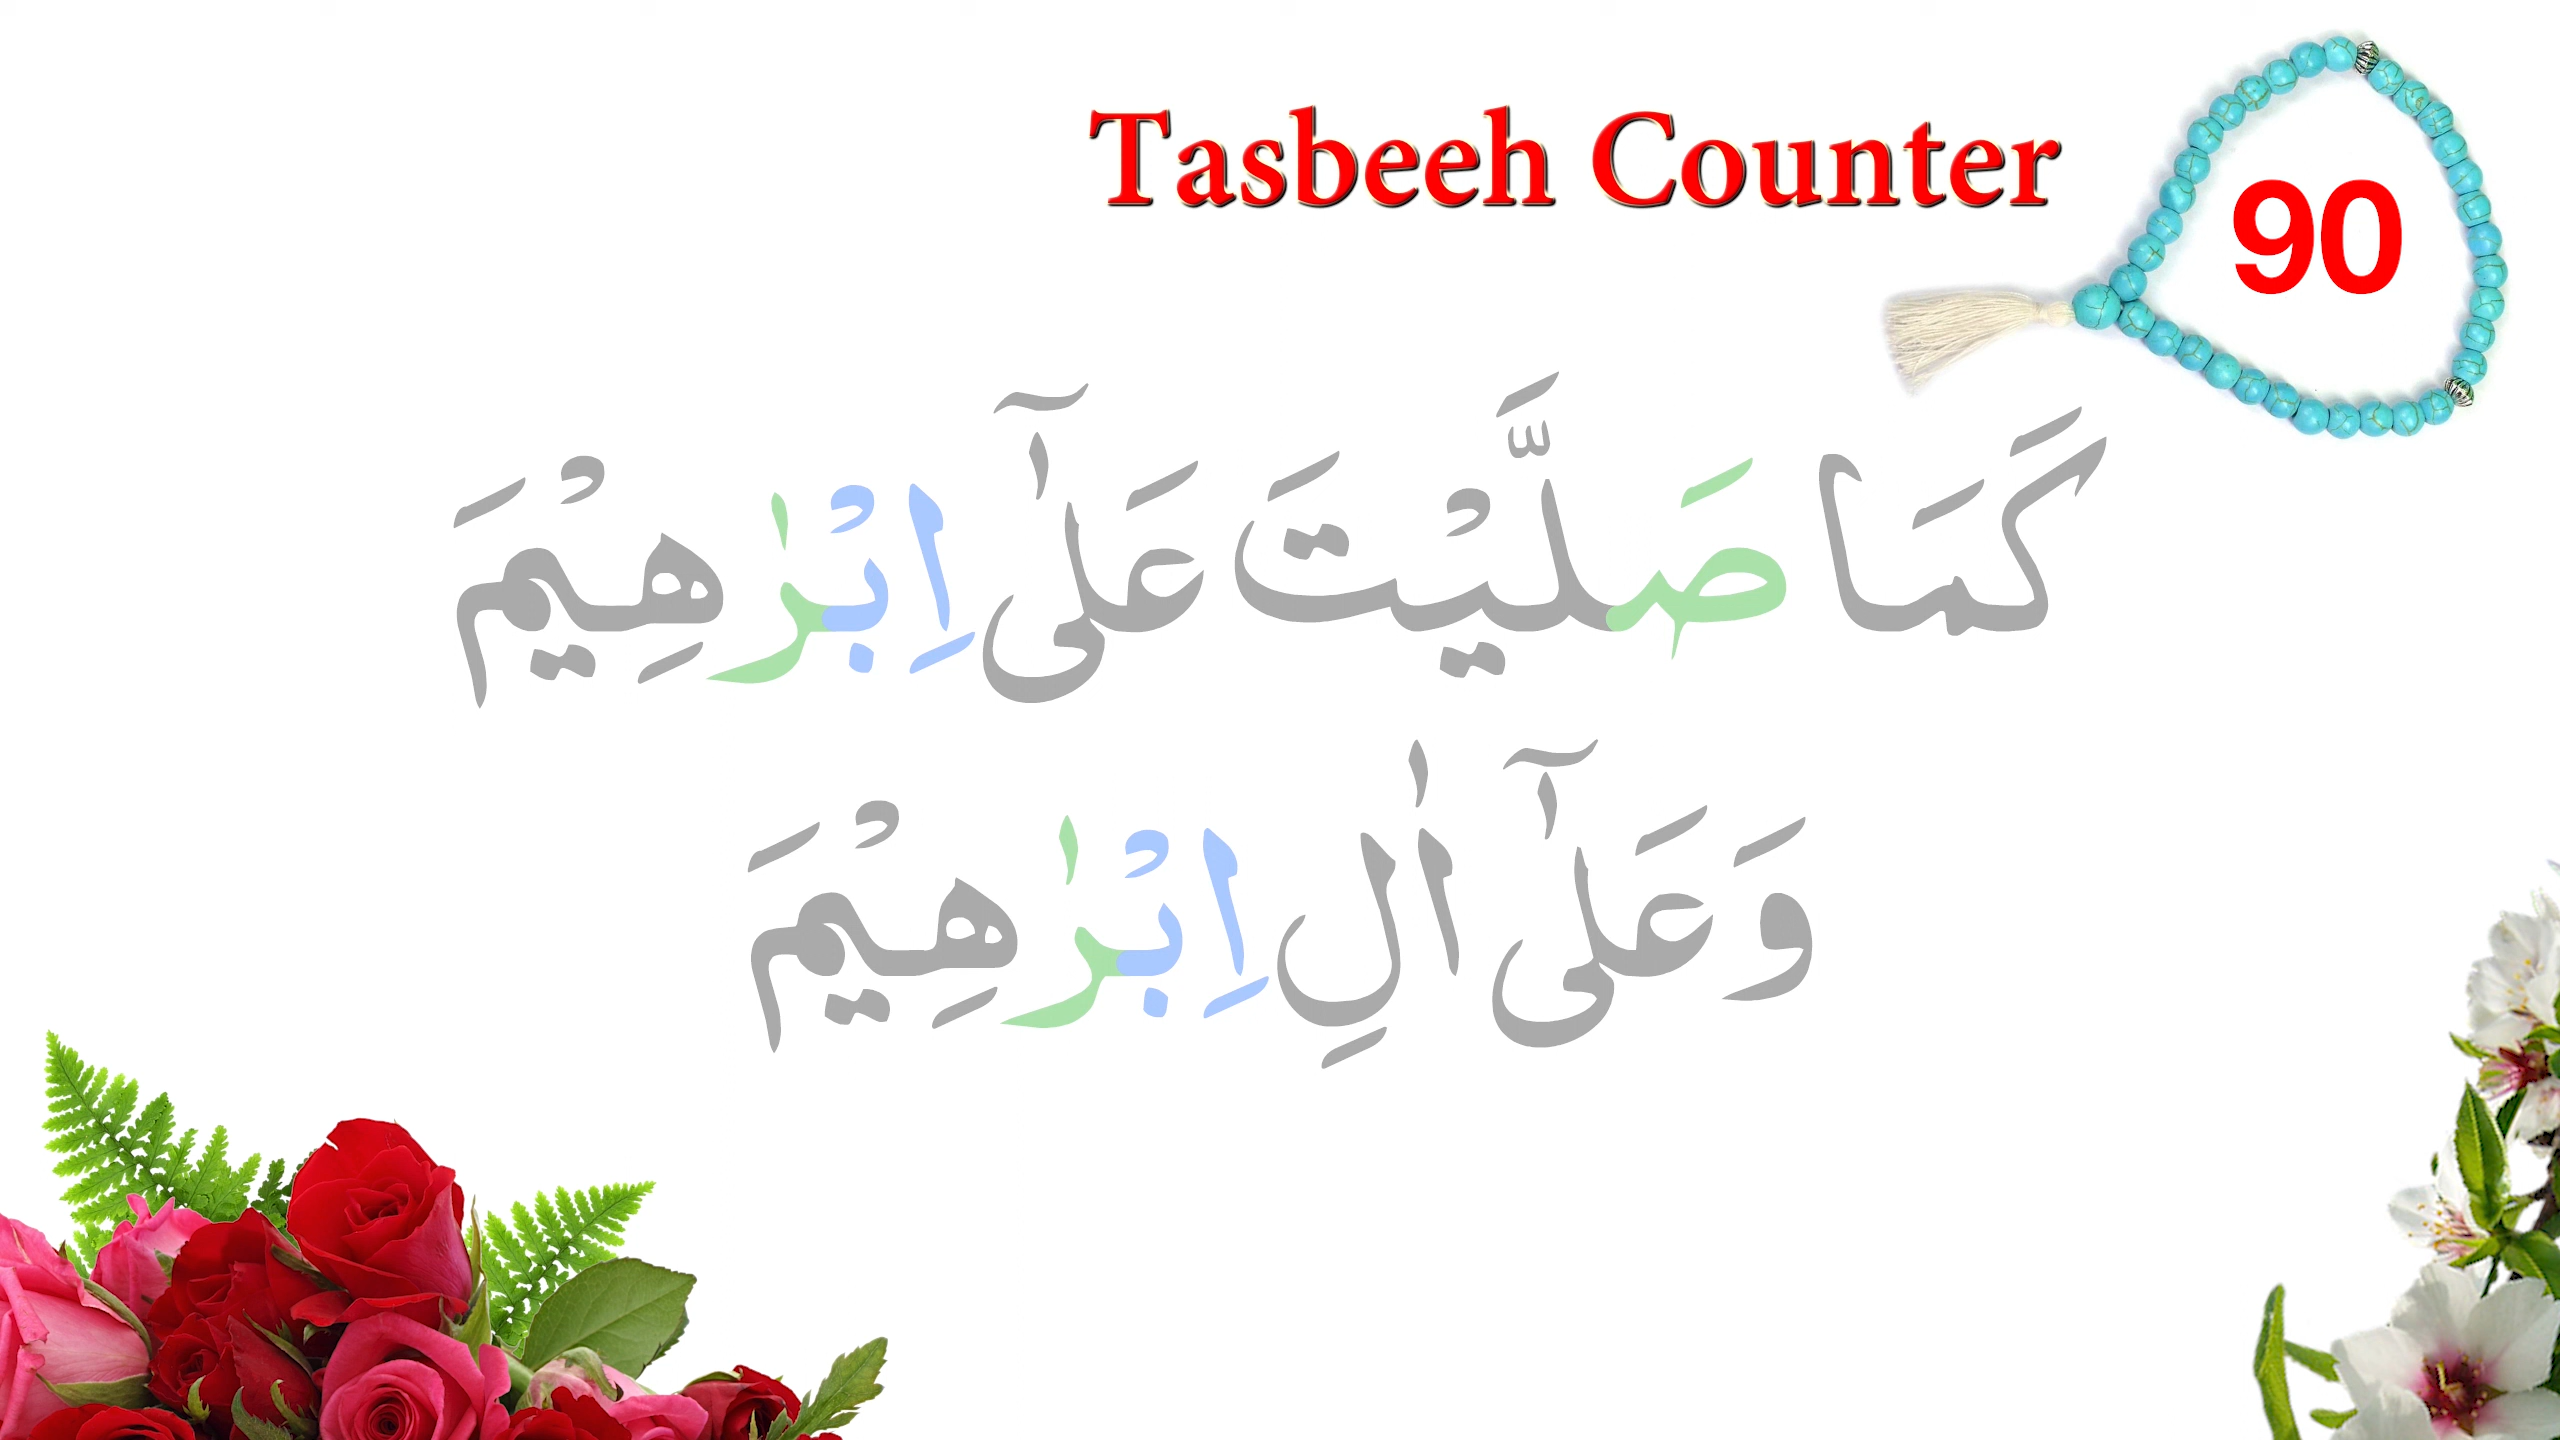 Tasbeeh Counter
90
كَمَا صَلَّيْتَ عَلٰٓى اِبْرٰهِيْمَ
وَعَلٰٓى اٰلِ اِبْرٰهِيْمَ